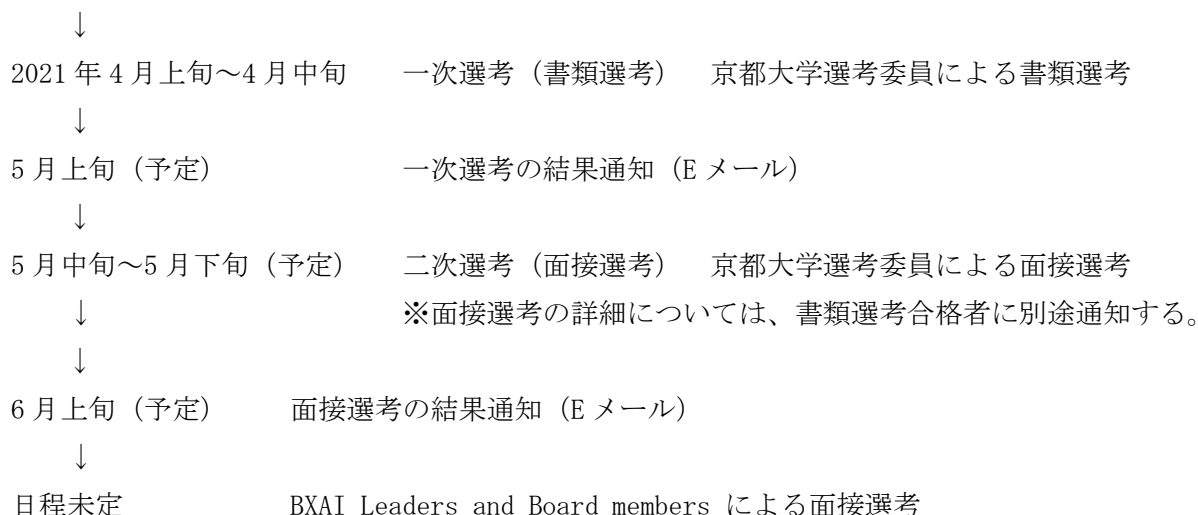 ↓
2021年4月上旬～4月中旬 一次選考（書類選考） 京都大学選考委員による書類選考
↓
5月上旬（予定） 一次選考の結果通知（Eメール）
↓
5月中旬～5月下旬（予定） 二次選考（面接選考） 京都大学選考委員による面接選考
↓ ※面接選考の詳細については、書類選考合格者に別途通知する。
↓
6月上旬（予定） 面接選考の結果通知（Eメール）
↓
日程未定 BXAI Leaders and Board members による面接選考